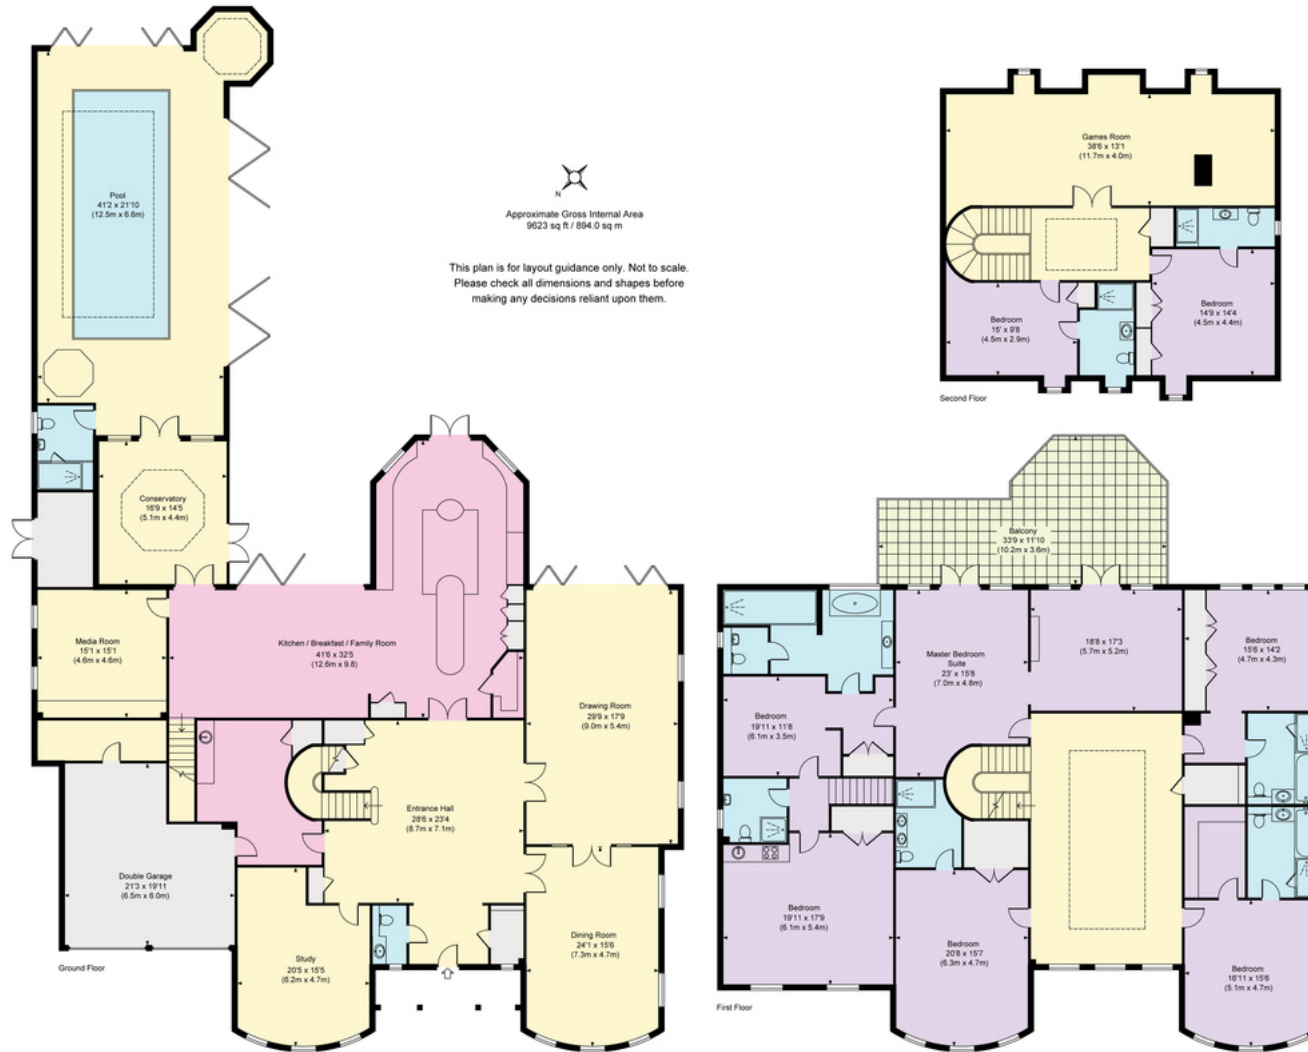 Pool
41'2 x 21'10
(12.5m x 6.6m)
N
Approximate Gross Internal Area
9623 sq ft / 894.0 sq m
This plan is for layout guidance only. Not to scale.
Please check all dimensions and shapes before
making any decisions reliant upon them.
Games Room
38'6 x 13'1
(11.7m x 4.0m)
Bedroom
15' x 9'8
(4.5m x 2.9m)
Bedroom
14'9 x 14'4
(4.5m x 4.4m)
Second Floor
Conservatory
16'9 x 14'5
(5.1m x 4.4m)
Media Room
15'1 x 15'1
(4.6m x 4.6m)
Kitchen / Breakfast / Family Room
41'6 x 32'5
(12.6m x 9.8)
Drawing Room
29'9 x 17'9
(9.0m x 5.4m)
Entrance Hall
28'6 x 23'4
(8.7m x 7.1m)
Double Garage
21'3 x 19'11
(6.5m x 6.0m)
Study
20'5 x 15'5
(6.2m x 4.7m)
Dining Room
24'1 x 15'6
(7.3m x 4.7m)
Ground Floor
Balcony
33'9 x 11'10
(10.2m x 3.6m)
Master Bedroom
Suite
23' x 15'8
(7.0m x 4.8m)
18'8 x 17'3
(5.7m x 5.2m)
Bedroom
15'6 x 14'2
(4.7m x 4.3m)
Bedroom
19'11 x 11'8
(6.1m x 3.5m)
Bedroom
19'11 x 17'9
(6.1m x 5.4m)
Bedroom
20'8 x 15'7
(6.3m x 4.7m)
Bedroom
16'11 x 15'6
(5.1m x 4.7m)
First Floor